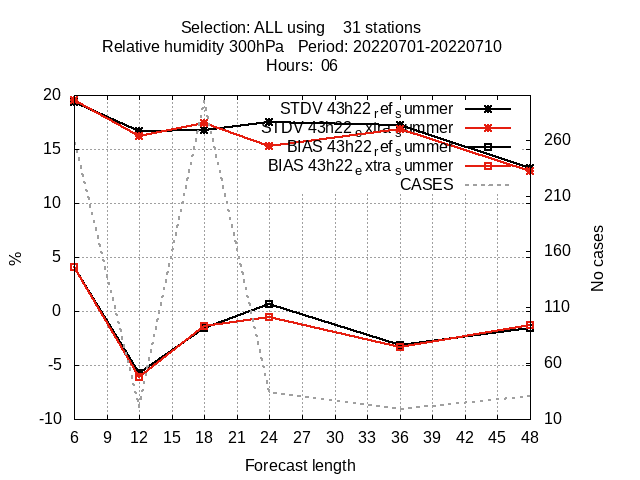 Selection: ALL using    31 stations
Relative humidity 300hPa   Period: 20220701-20220710
Hours:  06
STDV 43h22_ref_summer
STDV 43h22_extra_summer
BIAS 43h22_ref_summer
BIAS 43h22_extra_summer
CASES
20
15
10
5
0
-5
-10
%
260
210
160
110
60
10
No cases
6 9 12 15 18 21 24 27 30 33 36 39 42 45 48
Forecast length